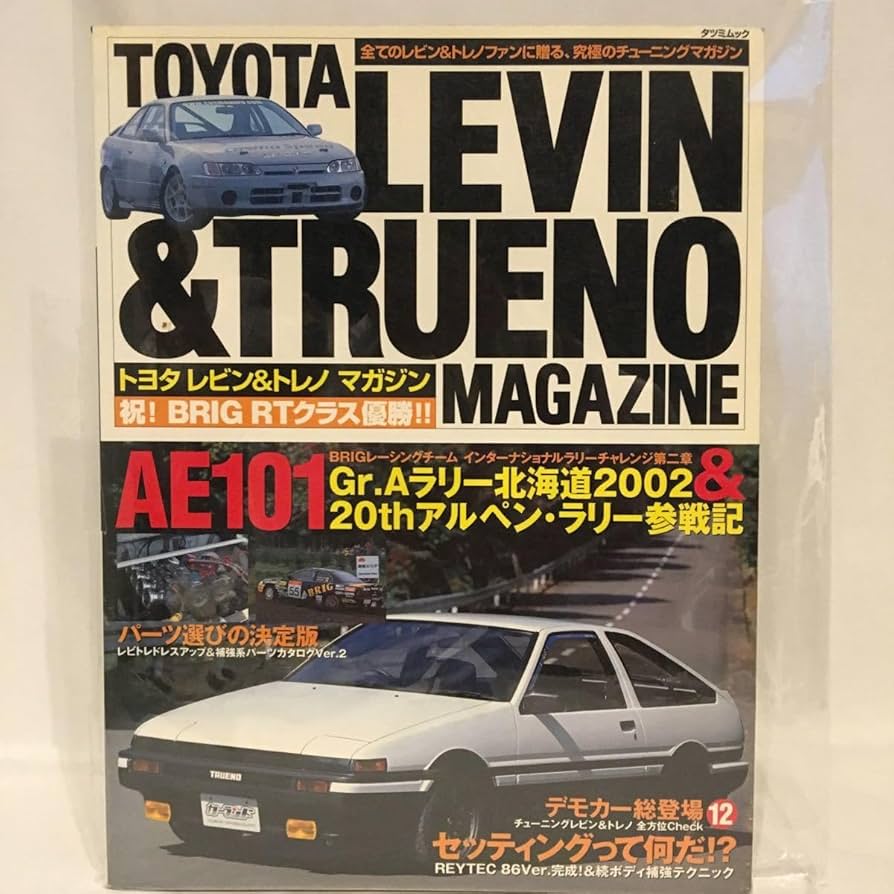 タツミムック
全てのレビン&トレノファンに贈る、究極のチューニングマガジン
TOYOTA
LEVIN
&TRUENO
MAGAZINE
トヨタ レビン&トレノ マガジン
祝! BRIG RTクラス優勝!!
BRIGレーシングチーム インターナショナルラリーチャレンジ第二章
AE101
Gr.Aラリー北海道2002&
20thアルペン・ラリー参戦記
55
BRIG
パーツ選びの決定版
レビトレドレスアップ&補強系パーツカタログVer.2
TRUENO
デモカー総登場12
チューニングレビン&トレノ 全方位Check
セッティングって何だ!?
REYTEC 86Ver.完成!&続ボディ補強テクニック